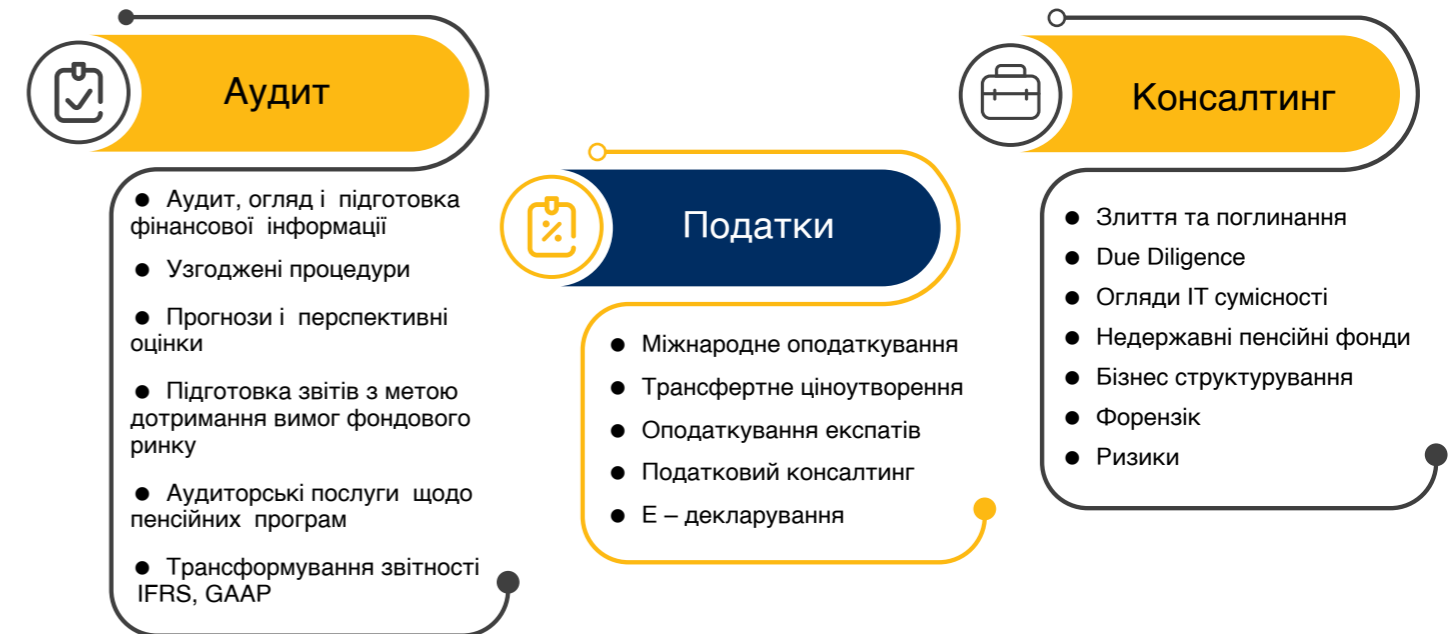 Аудит
● Аудит, огляд і підготовка
фінансової інформації
● Узгоджені процедури
● Прогнози і перспективні
оцінки
● Підготовка звітів з метою
дотримання вимог фондового
ринку
● Аудиторські послуги щодо
пенсійних програм
● Трансформування звітності
IFRS, GAAP
Податки
● Міжнародне оподаткування
● Трансфертне ціноутворення
● Оподаткування експатів
● Податковий консалтинг
● Е – декларування
Консалтинг
● Злиття та поглинання
● Due Diligence
● Огляди ІТ сумісності
● Недержавні пенсійні фонди
● Бізнес структурування
● Форензік
● Ризики